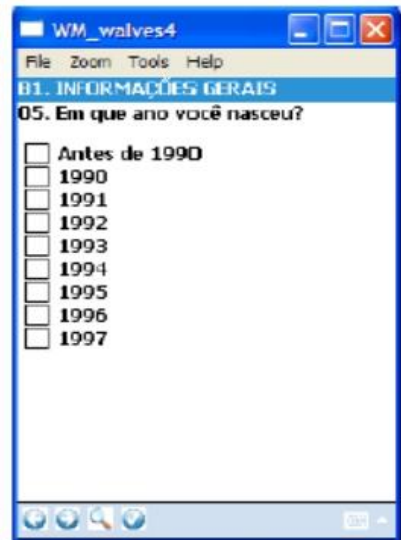 WM_walves4
File Zoom Tools Help
B1. INFORMAÇÕES GERAIS
05. Em que ano você nasceu?
Antes de 1990
1990
1991
1992
1993
1994
1995
1996
1997